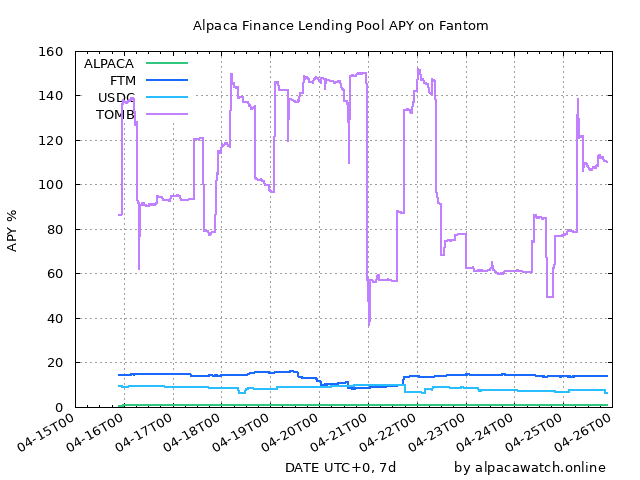 Alpaca Finance Lending Pool APY on Fantom
APY %
160
140
120
100
80
60
40
20
0
ALPACA
FTM
USDC
TOMB
04-15T00
04-16T00
04-17T00
04-18T00
04-19T00
04-20T00
04-21T00
04-22T00
04-23T00
04-24T00
04-25T00
04-26T00
DATE UTC+0, 7d
by alpacawatch.online